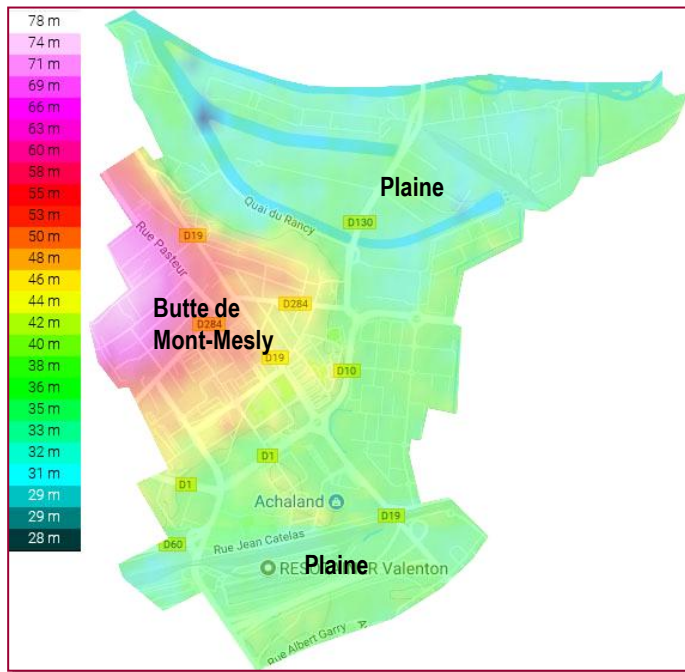 78 m
74 m
71 m
69 m
66 m
63 m
60 m
58 m
55 m
53 m
50 m
48 m
46 m
44 m
42 m
40 m
38 m
36 m
35 m
33 m
32 m
31 m
29 m
29 m
28 m
Plaine
Quai du Rancy
D130
Rue Pasteur
D19
Butte de
Mont-Mesly
D284
D284
D19
D10
D1
D1
Achaland
D19
D60
Rue Jean Catelas
Plaine
Valenton
Rue Albert Garry